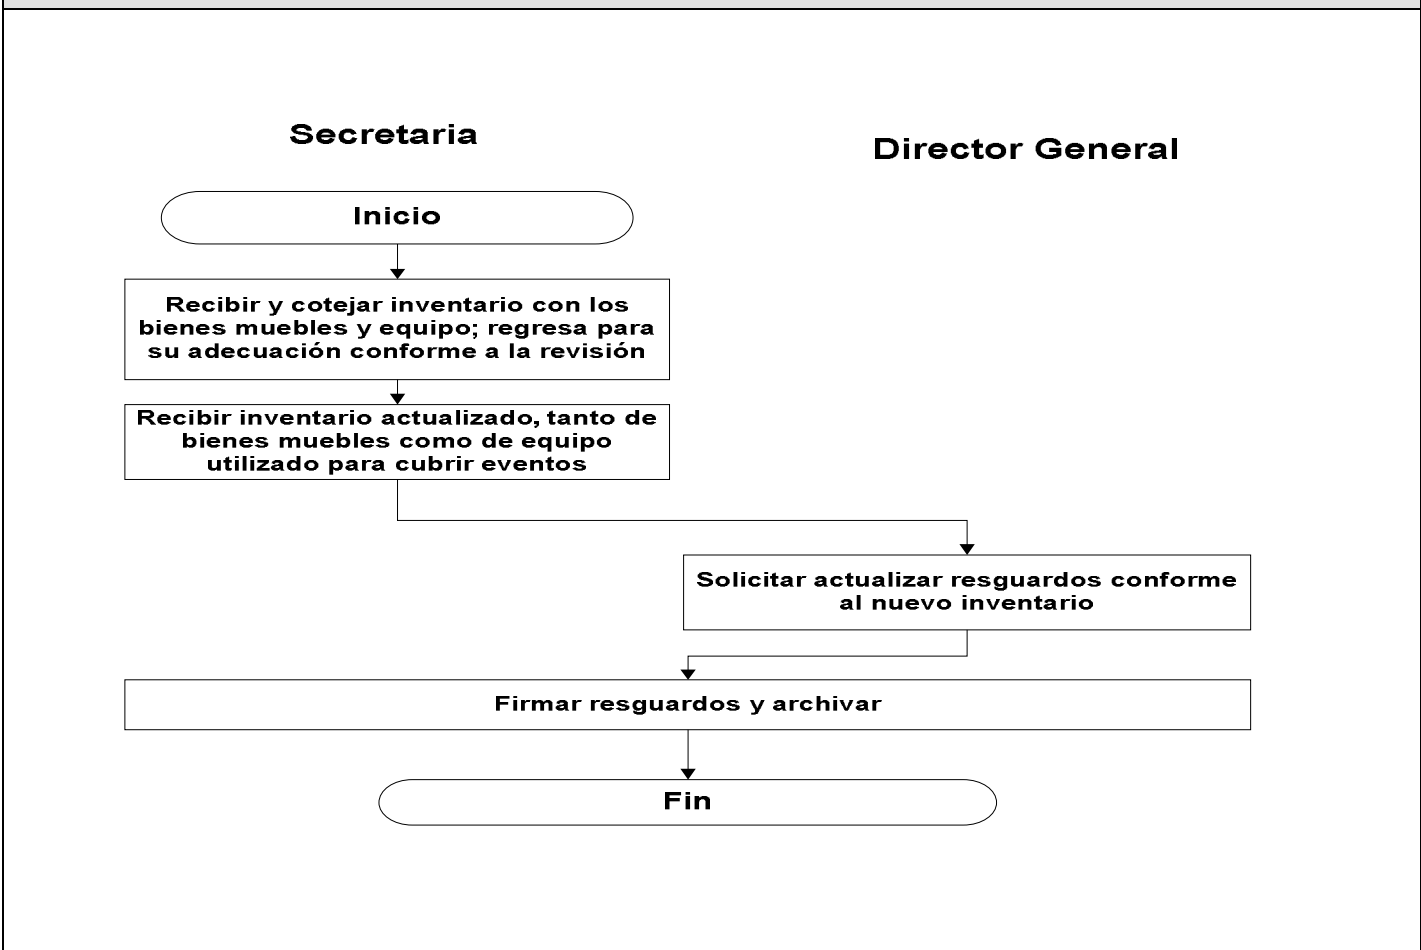 Secretaria
Director General
Inicio
Recibir y cotejar inventario con los
bienes muebles y equipo; regresa para
su adecuación conforme a la revisión
Recibir inventario actualizado, tanto de
bienes muebles como de equipo
utilizado para cubrir eventos
Solicitar actualizar resguardos conforme
al nuevo inventario
Firmar resguardos y archivar
Fin